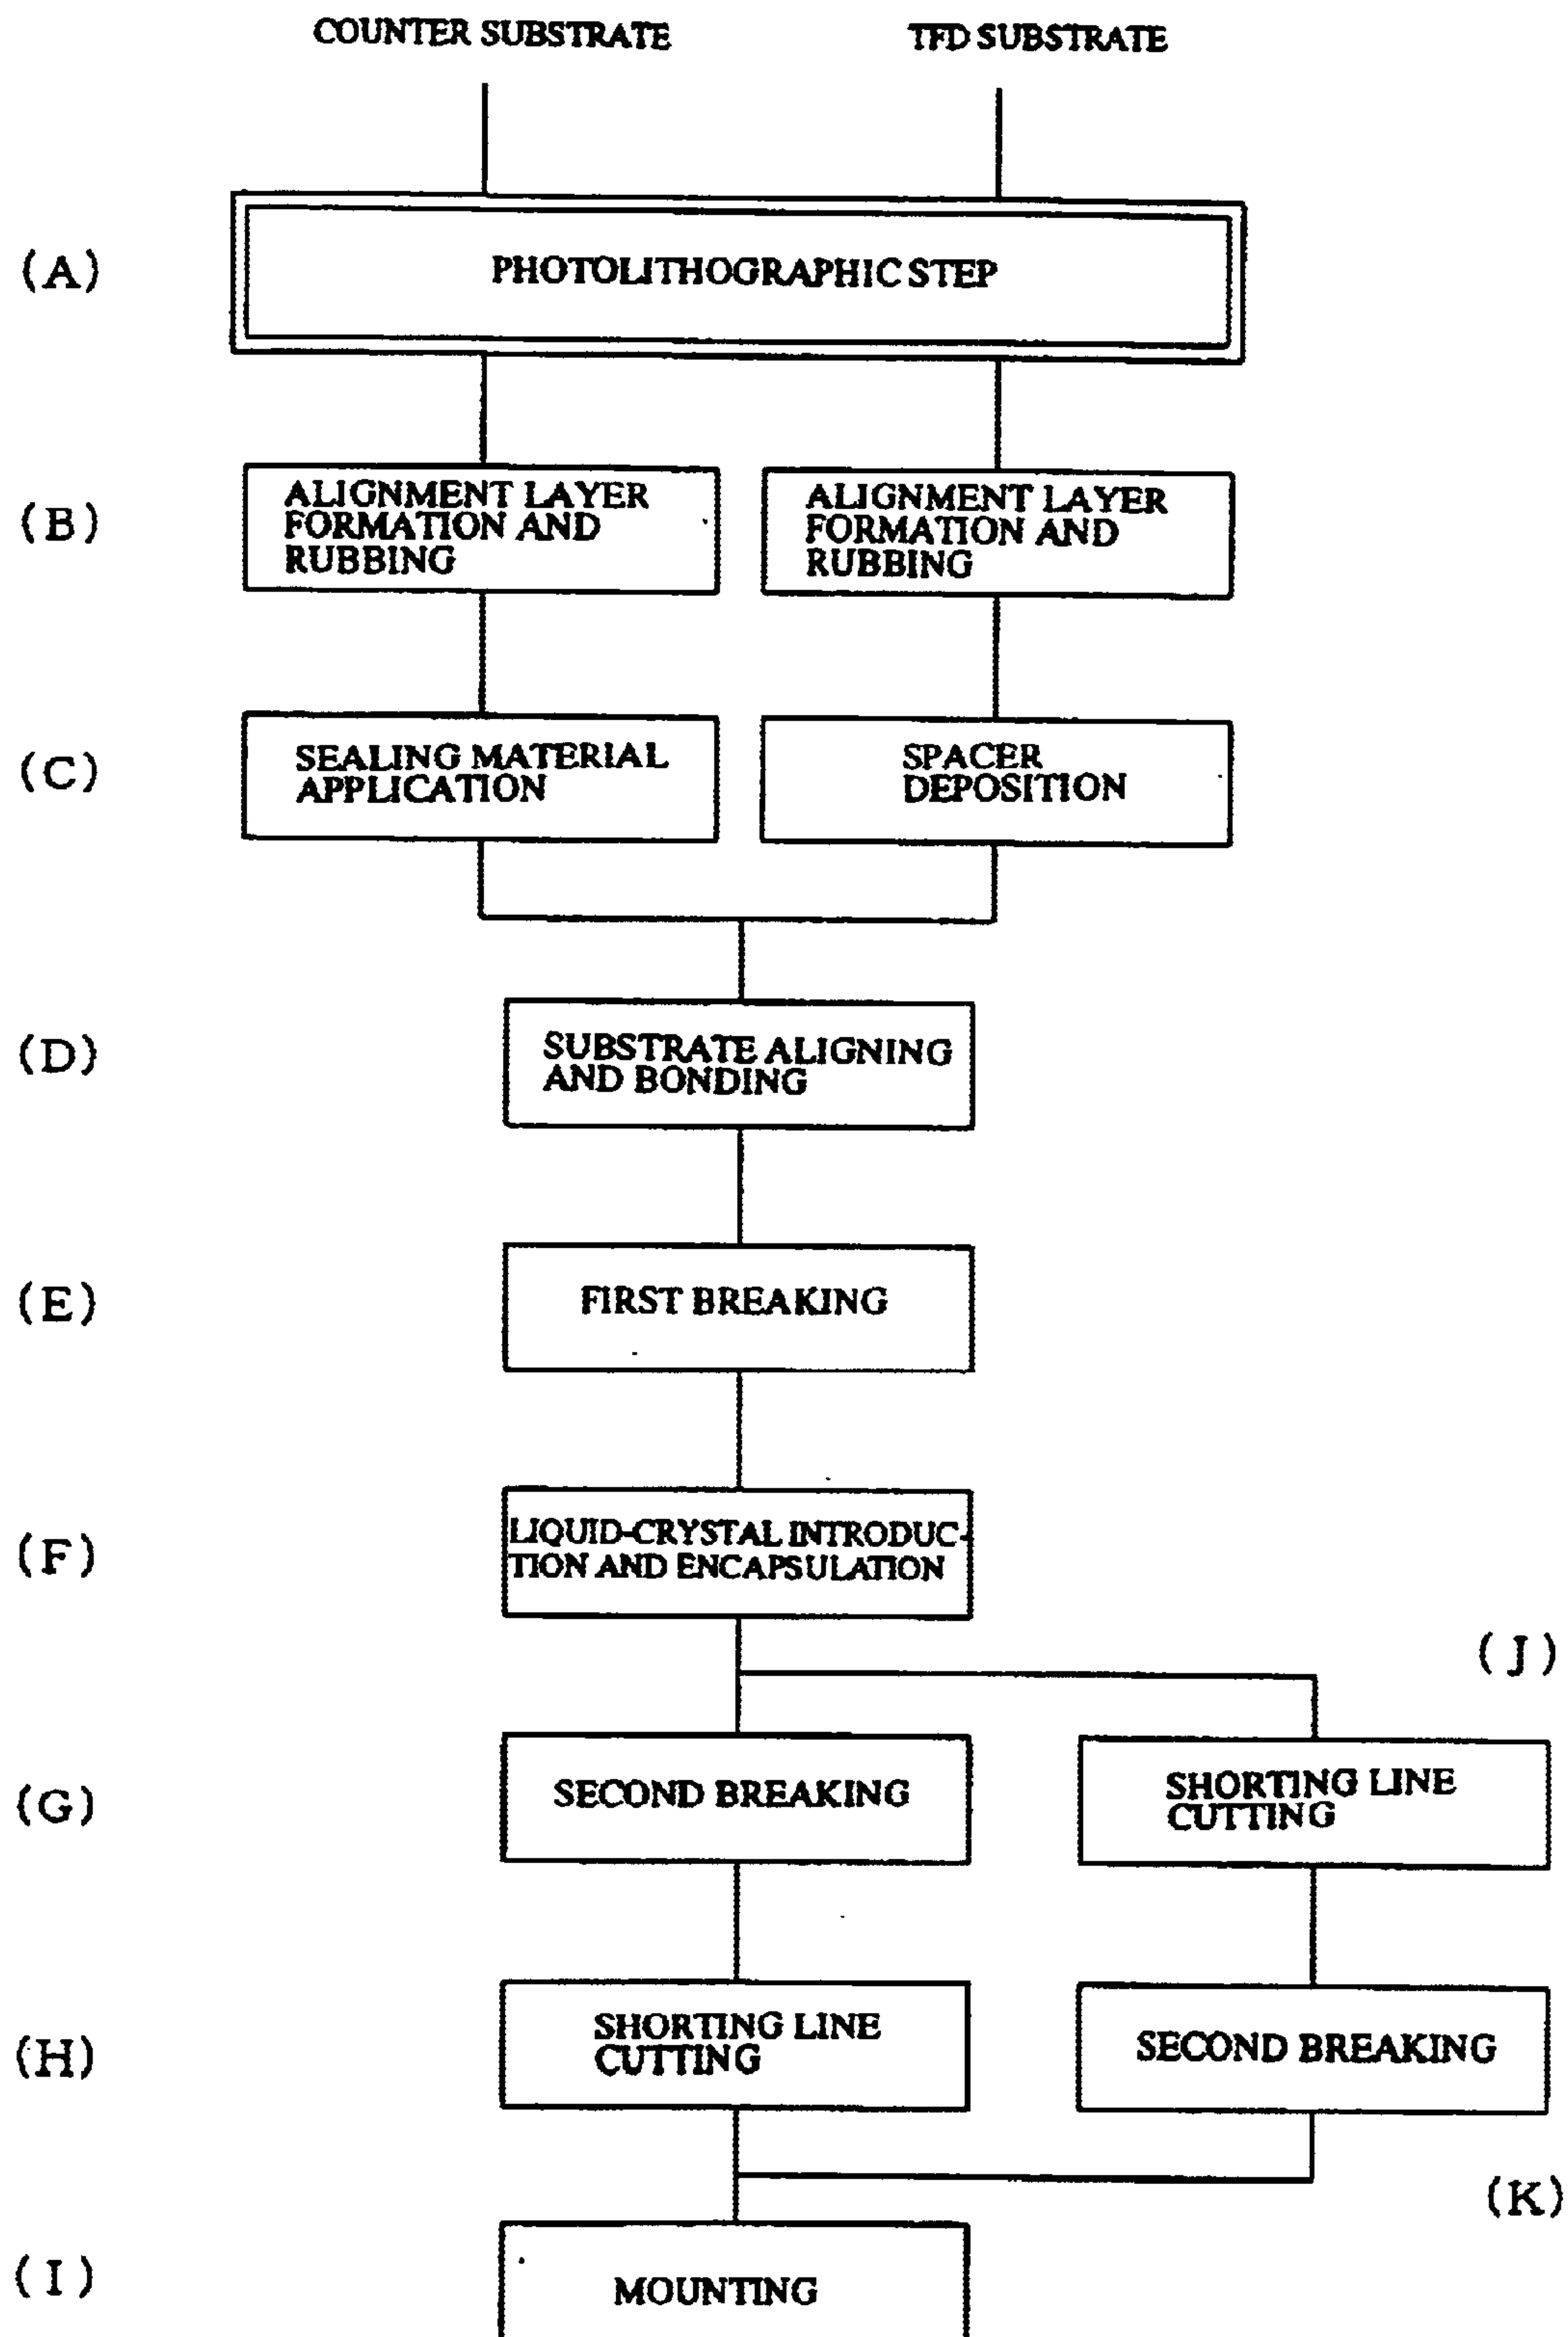 COUNTER SUBSTRATE
TFD SUBSTRATE
(A)
PHOTOLITHOGRAPHIC STEP
(B)
ALIGNMENT LAYER
FORMATION AND
RUBBING
ALIGNMENT LAYER
FORMATION AND
RUBBING
(C)
SEALING MATERIAL
APPLICATION
SPACER
DEPOSITION
(D)
SUBSTRATE ALIGNING
AND BONDING
(E)
FIRST BREAKING
(F)
LIQUID-CRYSTAL INTRODUC-
TION AND ENCAPSULATION
(J)
(G)
SECOND BREAKING
SHORTING LINE
CUTTING
(H)
SHORTING LINE
CUTTING
SECOND BREAKING
(K)
(I)
MOUNTING